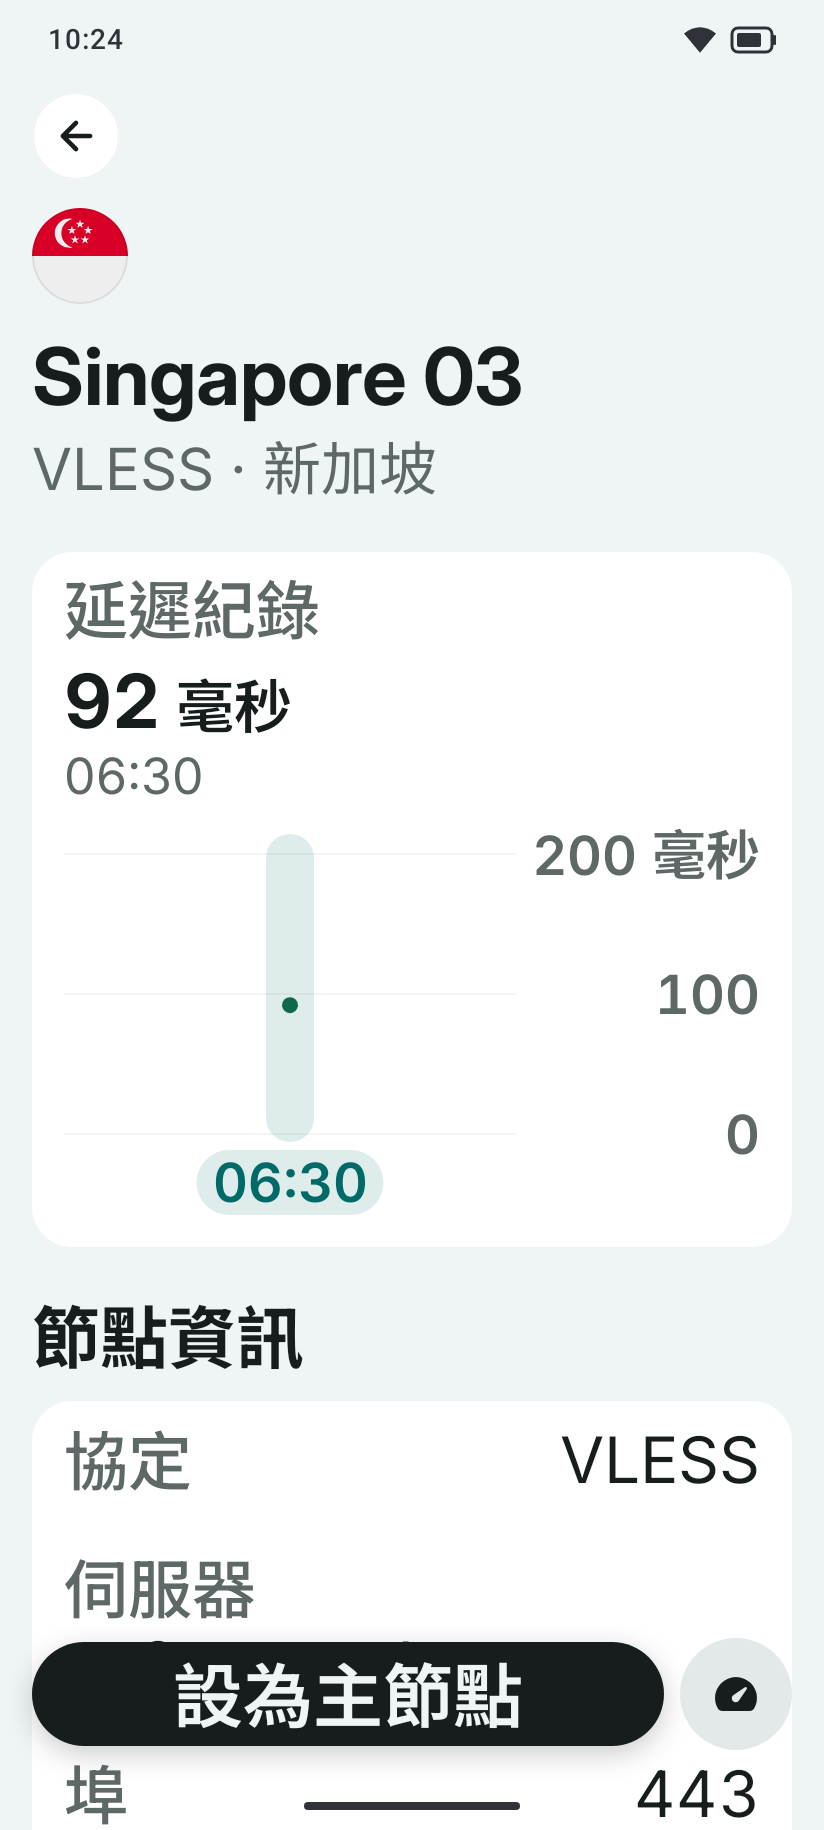 10:24
Singapore 03
VLESS · 新加坡
延遲紀錄
92 毫秒
06:30
200 毫秒
100
0
06:30
節點資訊
協定 VLESS
伺服器
設為主節點
埠 443